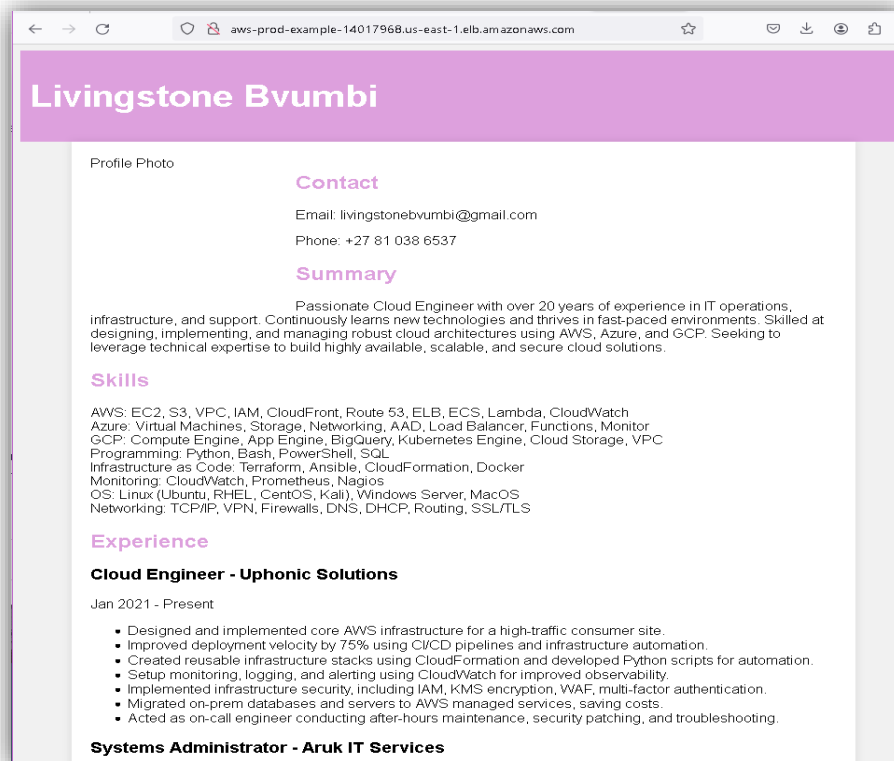 aws-prod-example-14017968.us-east-1.elb.amazonaws.com
Livingstone Bvumbi
Profile Photo
Contact
Email: livingstonebvumbi@gmail.com
Phone: +27 81 038 6537
Summary
Passionate Cloud Engineer with over 20 years of experience in IT operations,
infrastructure, and support. Continuously learns new technologies and thrives in fast-paced environments. Skilled at
designing, implementing, and managing robust cloud architectures using AWS, Azure, and GCP. Seeking to
leverage technical expertise to build highly available, scalable, and secure cloud solutions.
Skills
AWS: EC2, S3, VPC, IAM, CloudFront, Route 53, ELB, ECS, Lambda, CloudWatch
Azure: Virtual Machines, Storage, Networking, AAD, Load Balancer, Functions, Monitor
GCP: Compute Engine, App Engine, BigQuery, Kubernetes Engine, Cloud Storage, VPC
Programming: Python, Bash, PowerShell, SQL
Infrastructure as Code: Terraform, Ansible, CloudFormation, Docker
Monitoring: CloudWatch, Prometheus, Nagios
OS: Linux (Ubuntu, RHEL, CentOS, Kali), Windows Server, MacOS
Networking: TCP/IP, VPN, Firewalls, DNS, DHCP, Routing, SSL/TLS
Experience
Cloud Engineer - Uphonic Solutions
Jan 2021 - Present
• Designed and implemented core AWS infrastructure for a high-traffic consumer site.
• Improved deployment velocity by 75% using CI/CD pipelines and infrastructure automation.
• Created reusable infrastructure stacks using CloudFormation and developed Python scripts for automation.
• Setup monitoring, logging, and alerting using CloudWatch for improved observability.
• Implemented infrastructure security, including IAM, KMS encryption, WAF, multi-factor authentication.
• Migrated on-prem databases and servers to AWS managed services, saving costs.
• Acted as on-call engineer conducting after-hours maintenance, security patching, and troubleshooting.
Systems Administrator - Aruk IT Services